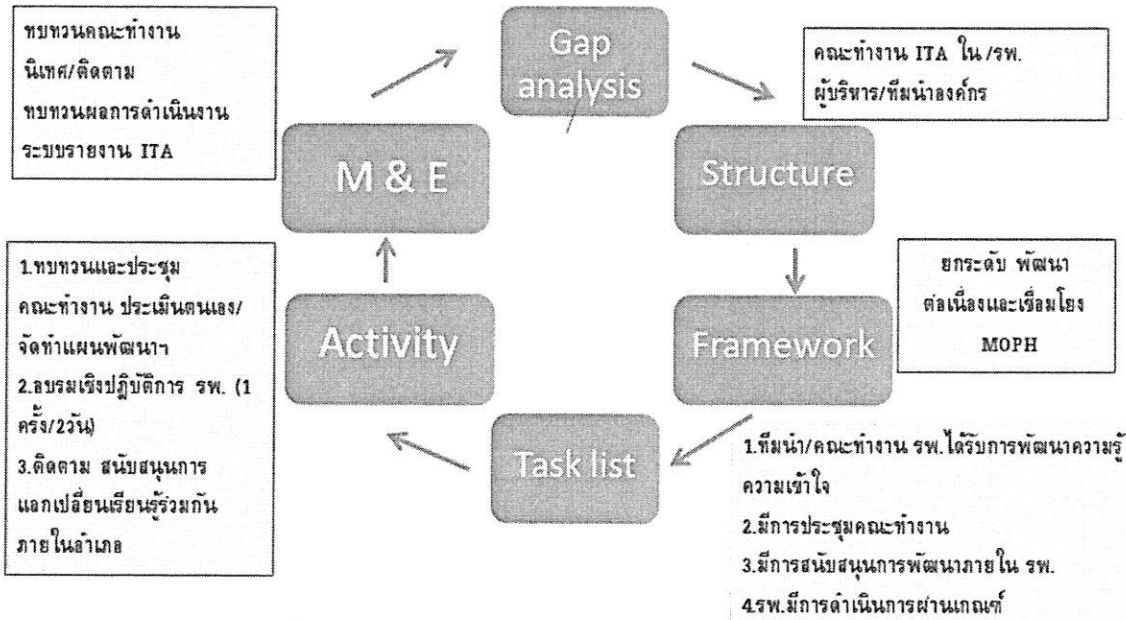 ทบทวนคณะทำงาน
นิเทศ/ติดตาม
ทบทวนผลการดำเนินงาน
ระบบรายงาน ITA
Gap
analysis
คณะทำงาน ITA ใน /รพ.
ผู้บริหาร/ทีมนำองค์กร
M & E
Structure
1.ทบทวนและประชุม
คณะทำงาน ประเมินตนเอง/
จัดทำแผนพัฒนาฯ
2.อบรมเชิงปฏิบัติการ รพ. (1
ครั้ง/2วัน)
3.ติดตาม สนับสนุนการ
แลกเปลี่ยนเรียนรู้ร่วมกัน
ภายในอำเภอ
Activity
Framework
ยกระดับ พัฒนา
ต่อเนื่องและเชื่อมโยง
MOPH
Task list
1.ทีมนำ/คณะทำงาน รพ.ได้รับการพัฒนาความรู้
ความเข้าใจ
2.มีการประชุมคณะทำงาน
3.มีการสนับสนุนการพัฒนาภายใน รพ.
4.รพ.มีการดำเนินการผ่านเกณฑ์